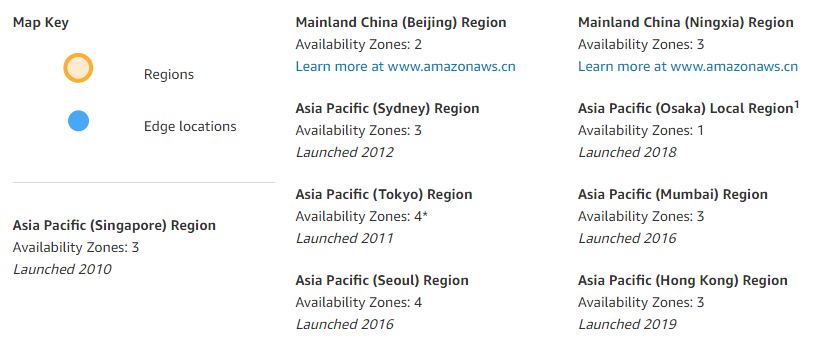 Map Key
Regions
Edge locations
Asia Pacific (Singapore) Region
Availability Zones: 3
Launched 2010
Mainland China (Beijing) Region
Availability Zones: 2
Learn more at www.amazonaws.cn
Asia Pacific (Sydney) Region
Availability Zones: 3
Launched 2012
Asia Pacific (Tokyo) Region
Availability Zones: 4*
Launched 2011
Asia Pacific (Seoul) Region
Availability Zones: 4
Launched 2016
Mainland China (Ningxia) Region
Availability Zones: 3
Learn more at www.amazonaws.cn
Asia Pacific (Osaka) Local Region¹
Availability Zones: 1
Launched 2018
Asia Pacific (Mumbai) Region
Availability Zones: 3
Launched 2016
Asia Pacific (Hong Kong) Region
Availability Zones: 3
Launched 2019